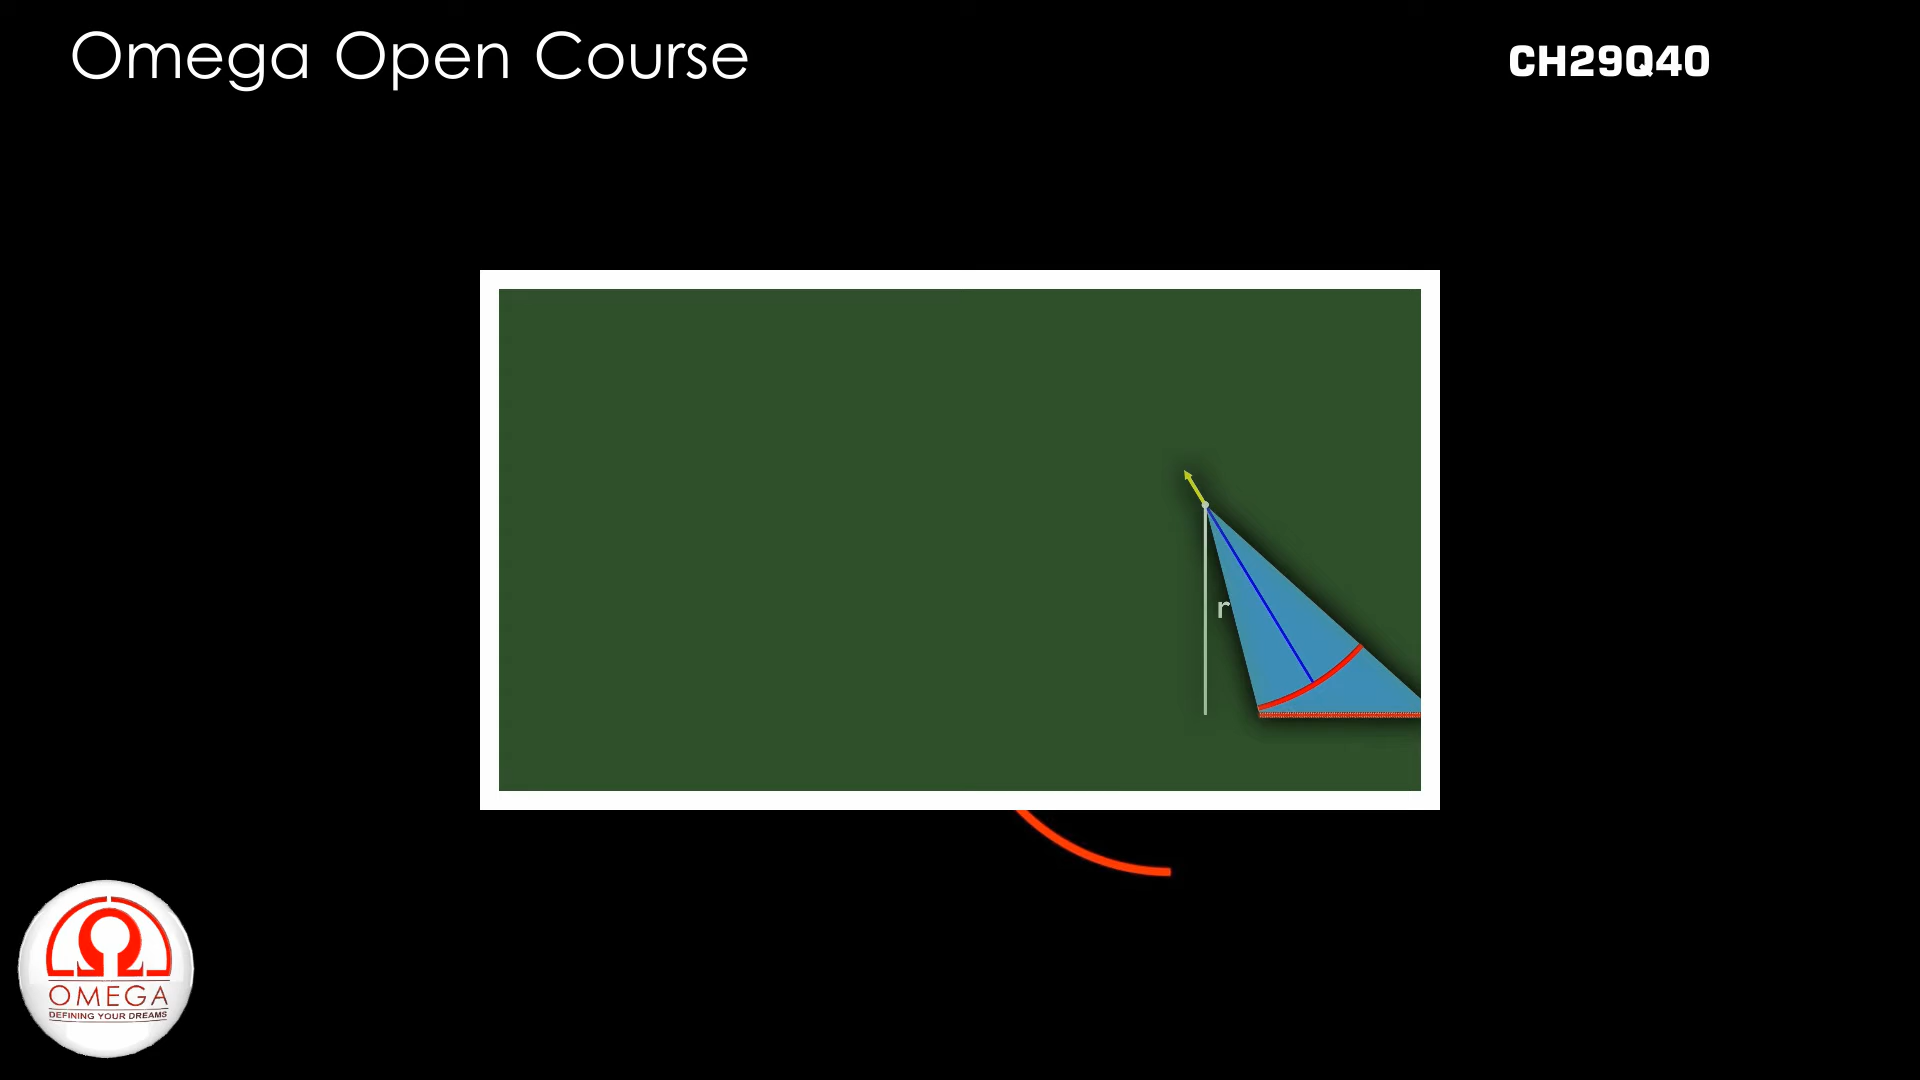 Omega Open Course
CH29Q40
r
OMEGA
DEFINING YOUR DREAMS